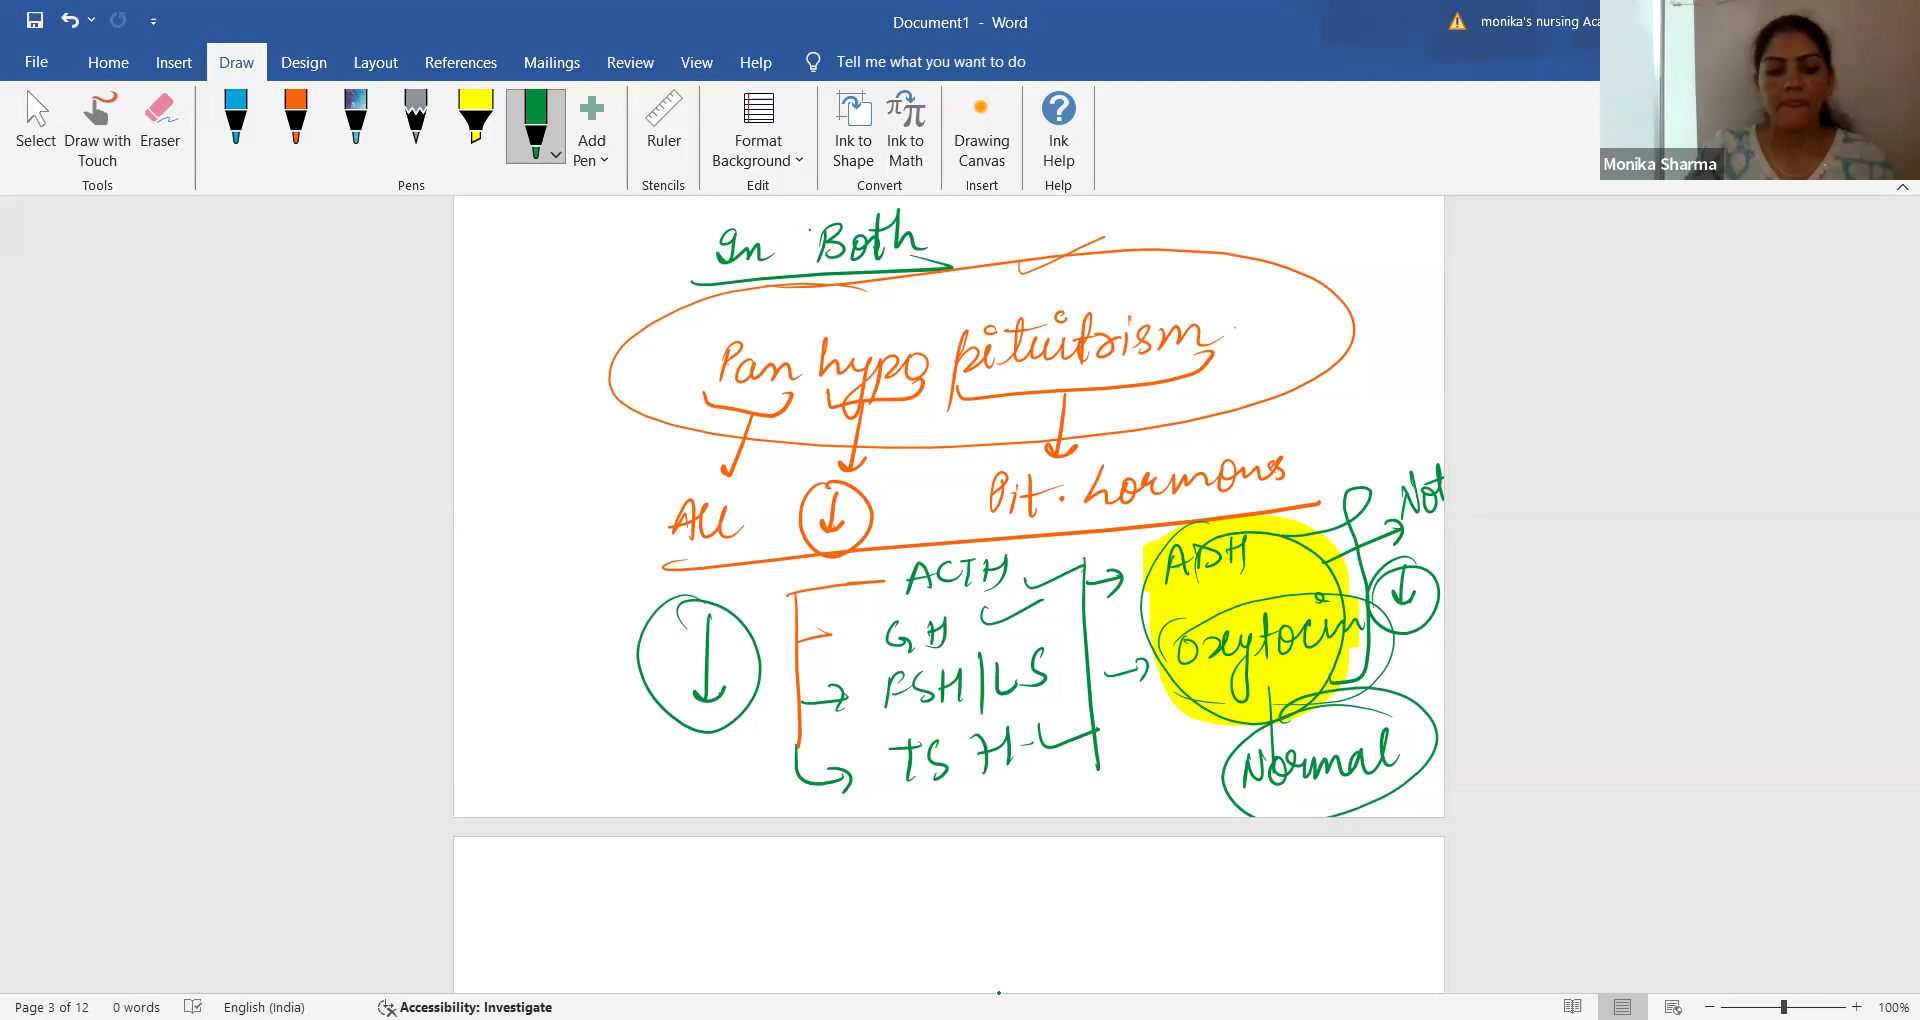 Document1 - Word
monika's nursing Aca
File Home Insert Draw Design Layout References Mailings Review View Help Tell me what you want to do
Select Draw with Touch Eraser
Add Pen
Ruler
Format Background
Ink to Shape
Ink to Math
Drawing Canvas
Ink Help
Tools Pens Stencils Edit Convert Insert Help
Monika Sharma
In Both
Pan hypo pituitrism
All ↓ Pit. hormones
Not
ACTH ADH
↓
GH
Oxytocin
FSH | LS
TSH
Normal
Page 3 of 12 0 words English (India) Accessibility: Investigate 100%